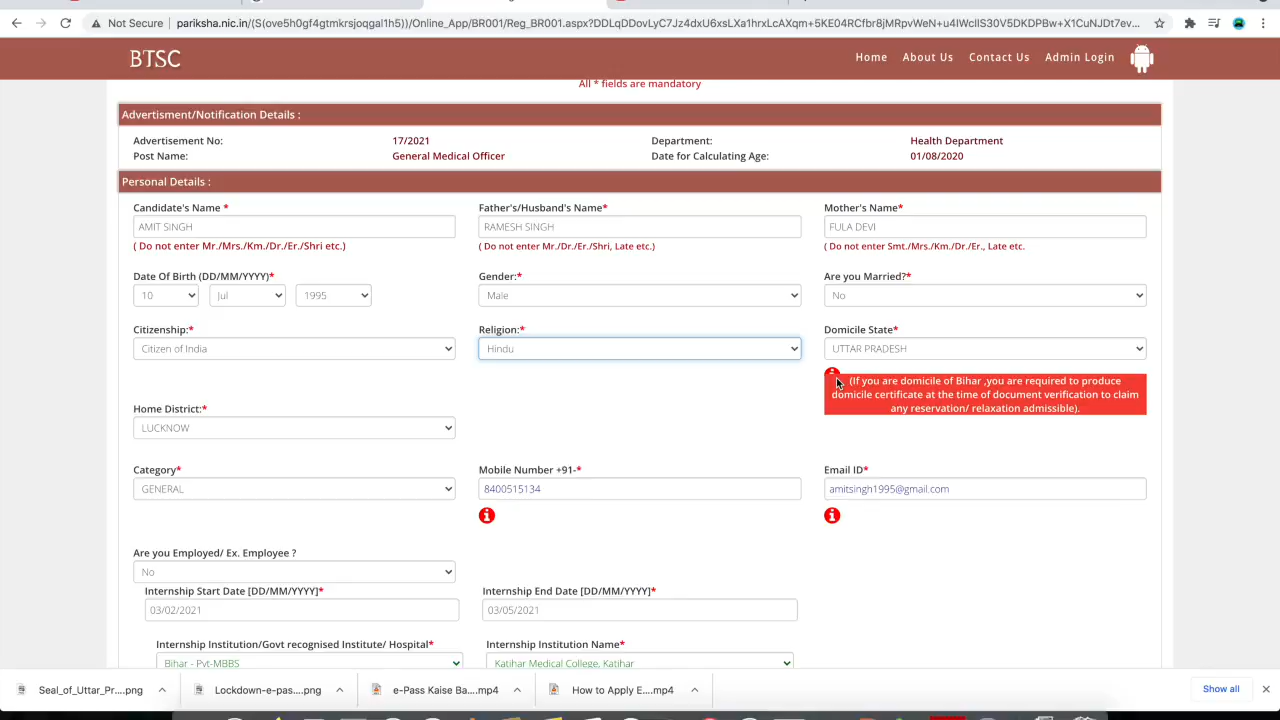 Not Secure
pariksha.nic.in/(S(ove5h0gf4gtmkrsjoqgal1h5))/Online_App/BR001/Reg_BR001.aspx?
BTSC
Home About Us Contact Us Admin Login
All * fields are mandatory
Advertisment/Notification Details :
Advertisement No: 17/2021 Department: Health Department
Post Name: General Medical Officer Date for Calculating Age: 01/08/2020
Personal Details :
Candidate's Name * Father's/Husband's Name* Mother's Name*
AMIT SINGH RAMESH SINGH FULA DEVI
( Do not enter Mr./Mrs./Km./Dr./Er./Shri etc.) ( Do not enter Mr./Dr./Er./Shri, Late etc.) ( Do not enter Smt./Mrs./Km./Dr./Er., Late etc.
Date Of Birth (DD/MM/YYYY)* Gender:* Are you Married?*
10 Jul 1995 Male No
Citizenship:* Religion:* Domicile State*
Citizen of India Hindu UTTAR PRADESH
(If you are domicile of Bihar ,you are required to produce
domicile certificate at the time of document verification to claim
any reservation/ relaxation admissible).
Home District:*
LUCKNOW
Category* Mobile Number +91-* Email ID*
GENERAL 8400515134 amitsingh1995@gmail.com
Are you Employed/ Ex. Employee ?
No
Internship Start Date [DD/MM/YYYY]* Internship End Date [DD/MM/YYYY]*
03/02/2021 03/05/2021
Internship Institution/Govt recognised Institute/ Hospital* Internship Institution Name*
Bihar - Pvt-MBBS Katihar Medical College, Katihar
Seal_of_Uttar_Pr....png Lockdown-e-pas....png e-Pass Kaise Ba....mp4 How to Apply E....mp4 Show all